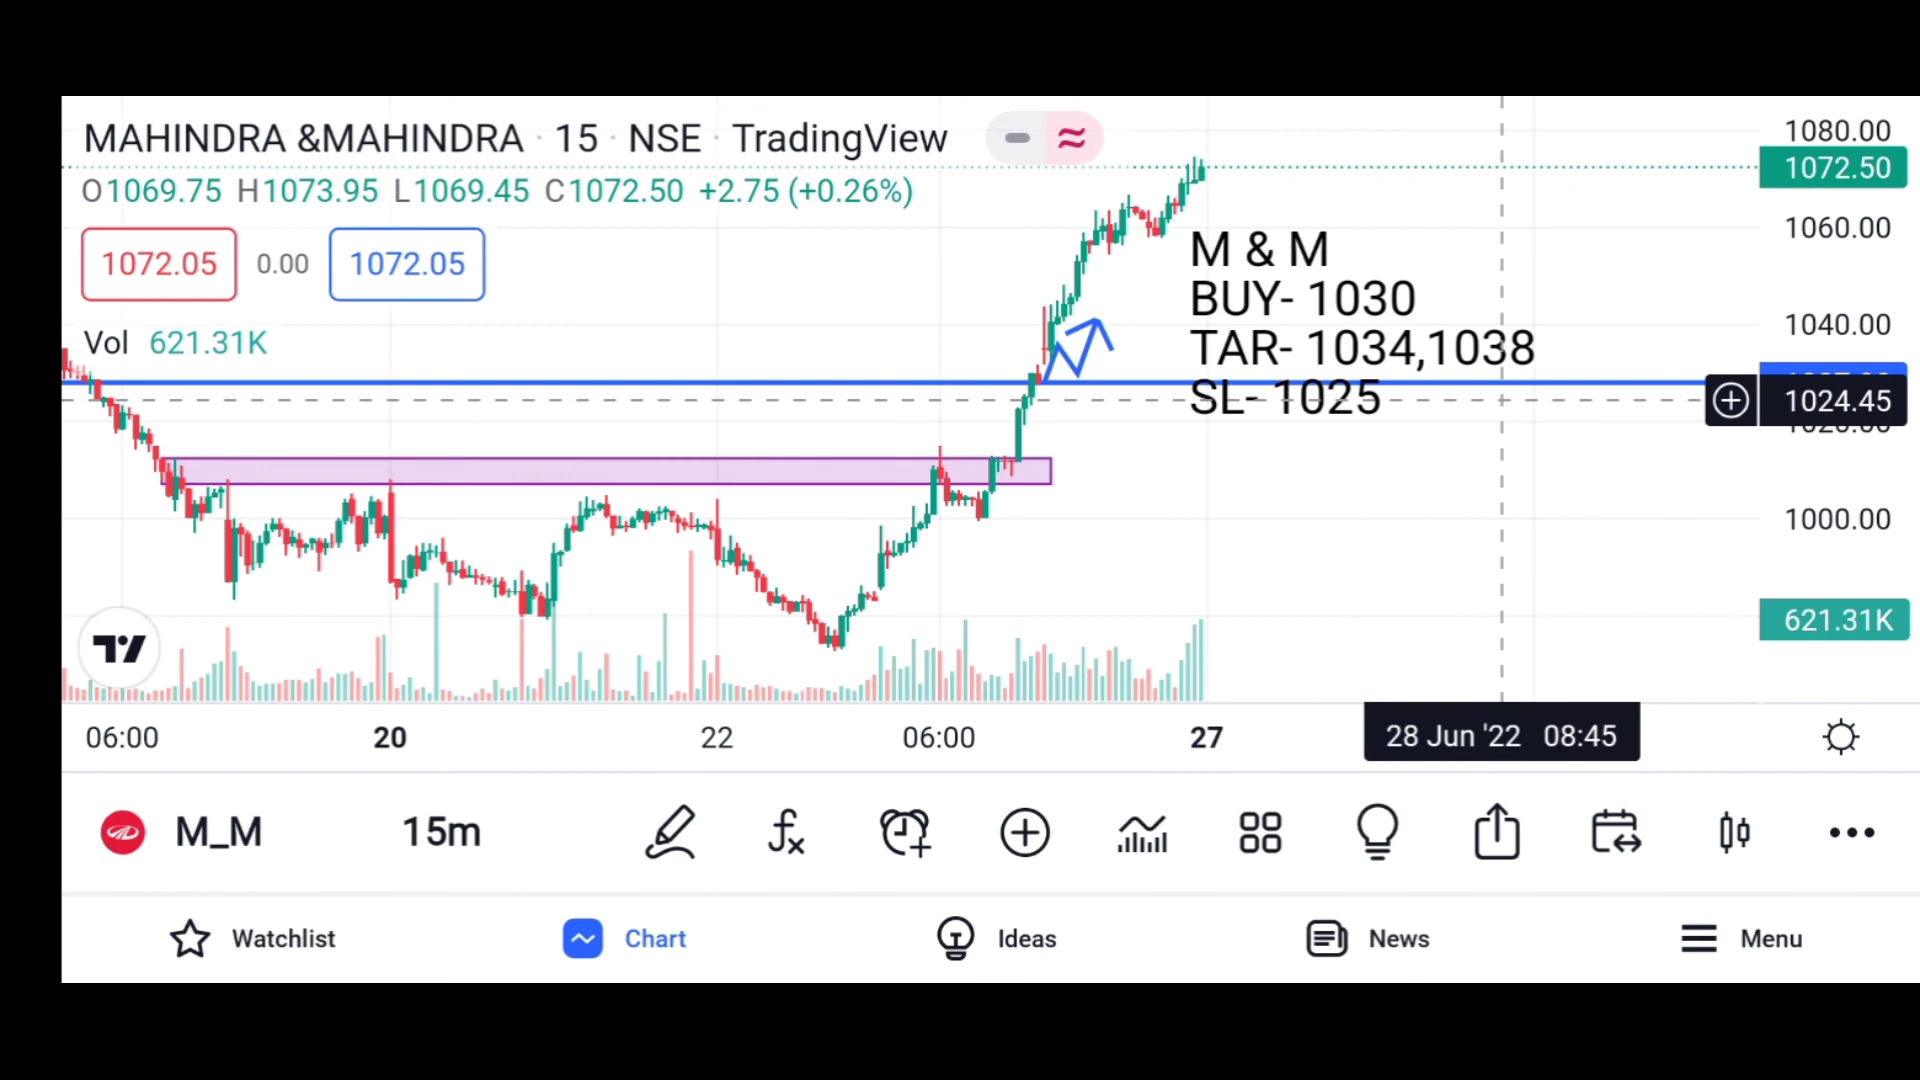 MAHINDRA &MAHINDRA · 15 · NSE · TradingView
O1069.75 H1073.95 L1069.45 C1072.50 +2.75 (+0.26%)
1072.05 0.00 1072.05
Vol 621.31K
M & M
BUY- 1030
TAR- 1034,1038
SL- 1025
1080.00
1072.50
1060.00
1040.00
1024.45
1000.00
621.31K
06:00 20 22 06:00 27 28 Jun '22 08:45
M_M 15m
Watchlist Chart Ideas News Menu